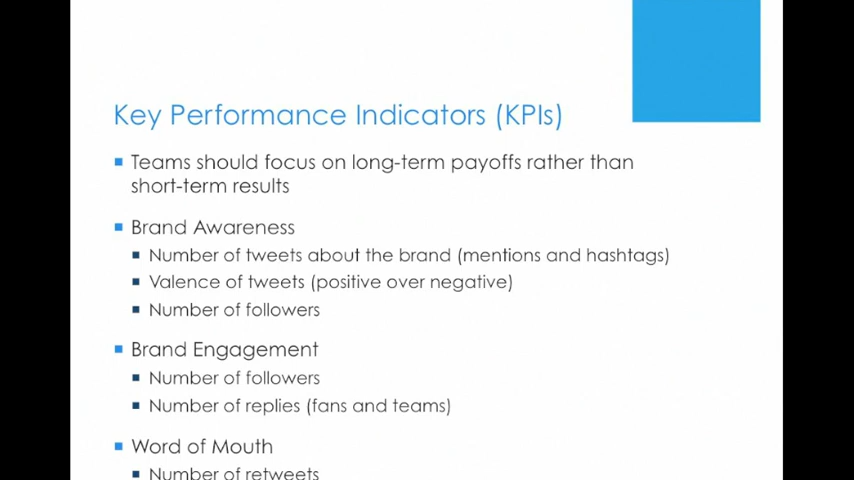 Key Performance Indicators (KPIs)
Teams should focus on long-term payoffs rather than
short-term results
Brand Awareness
Number of tweets about the brand (mentions and hashtags)
Valence of tweets (positive over negative)
Number of followers
Brand Engagement
Number of followers
Number of replies (fans and teams)
Word of Mouth
Number of retweets